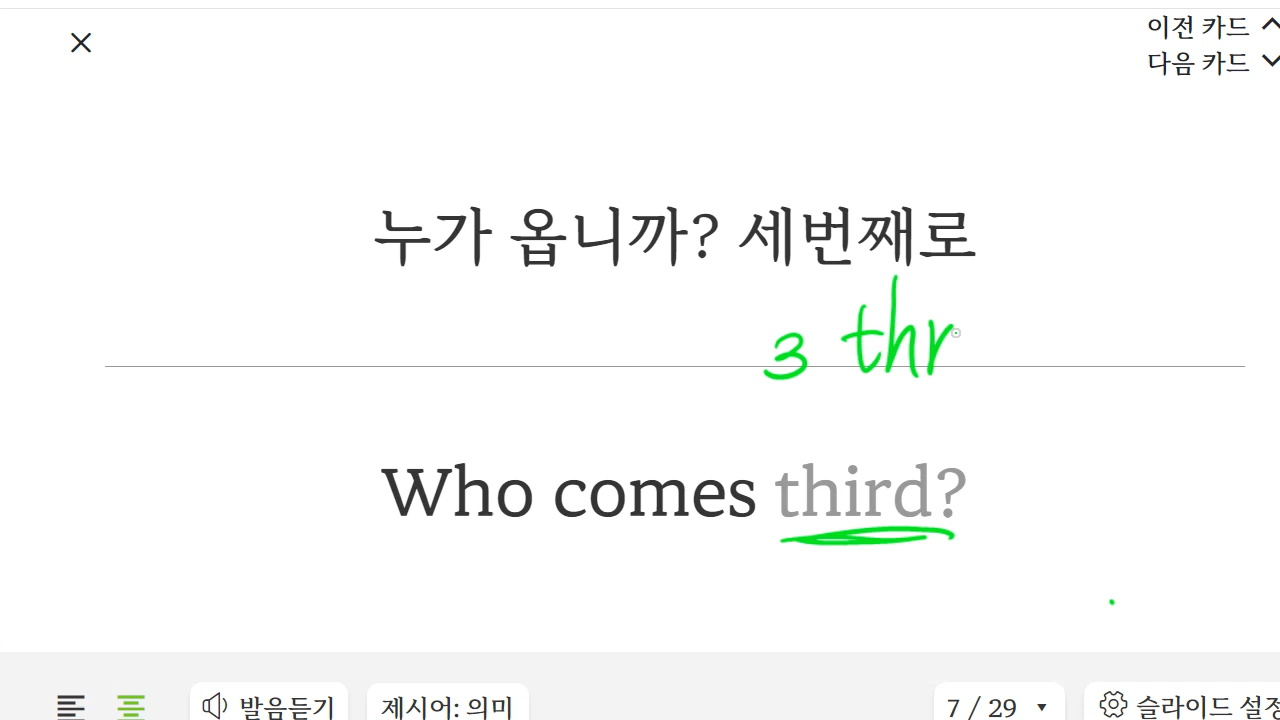 이전 카드
다음 카드
누가 옵니까? 세번째로
3 thr
Who comes third?
발음듣기 제시어: 의미 7 / 29 슬라이드 설정